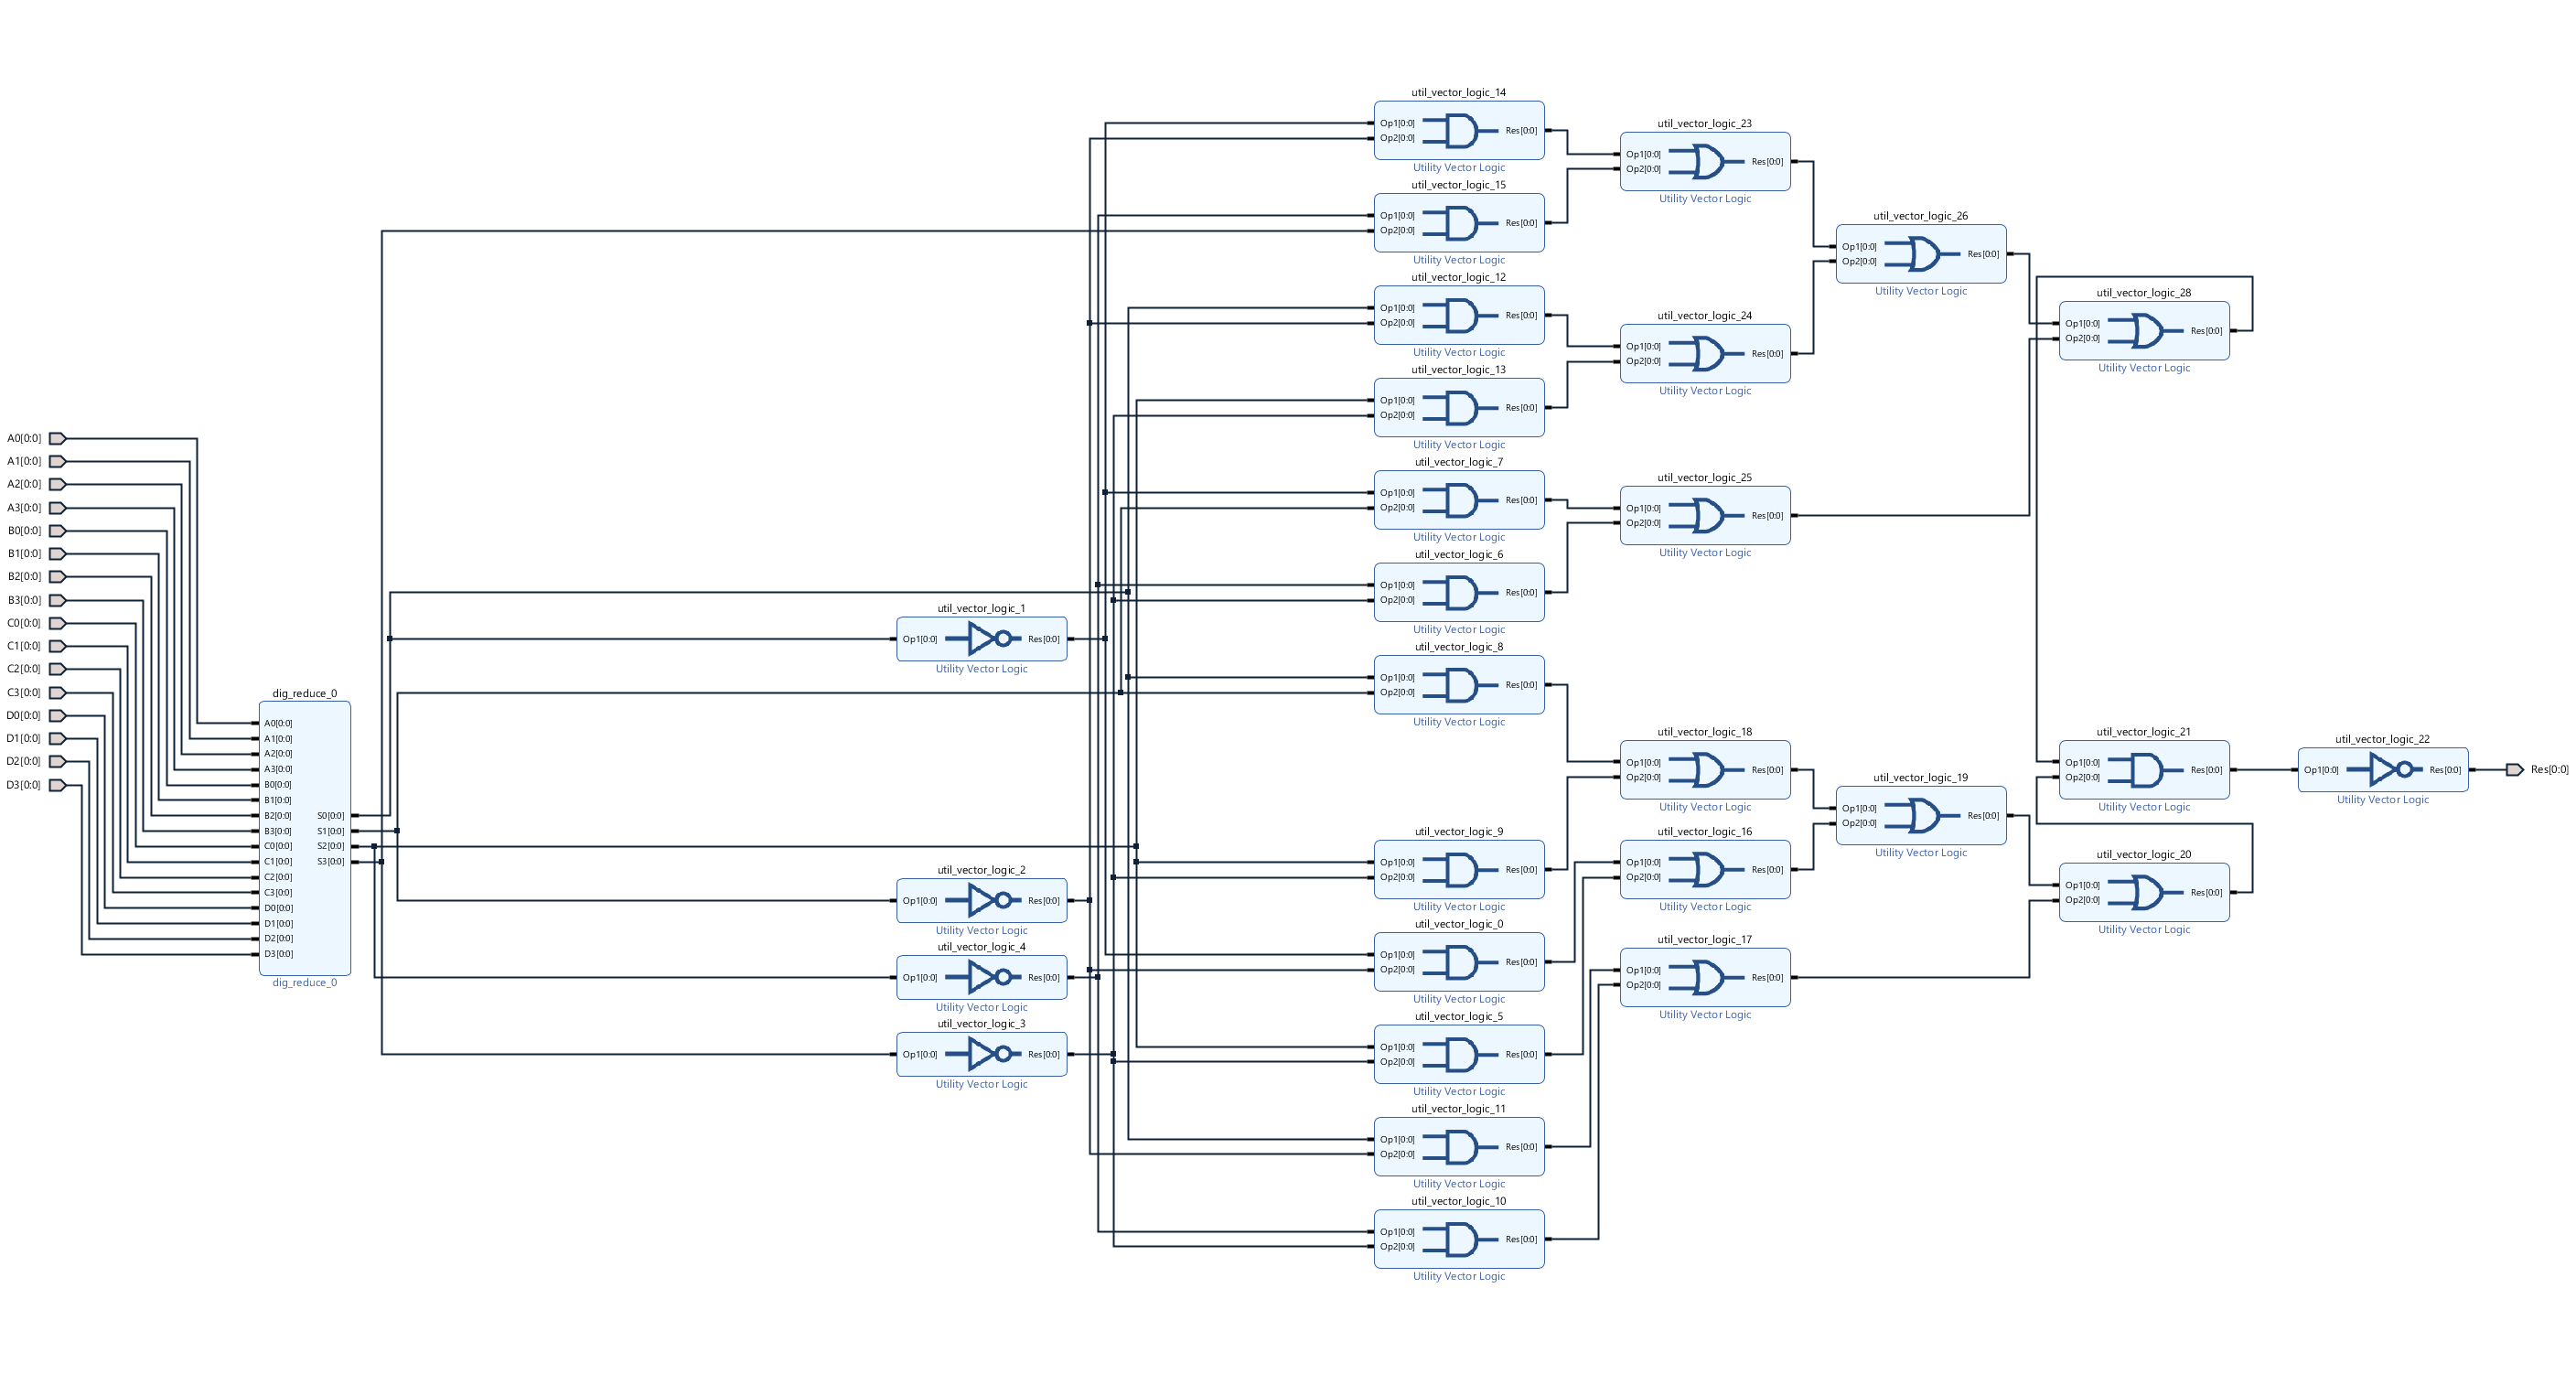 A0[0:0]
A1[0:0]
A2[0:0]
A3[0:0]
B0[0:0]
B1[0:0]
B2[0:0]
B3[0:0]
C0[0:0]
C1[0:0]
C2[0:0]
C3[0:0]
D0[0:0]
D1[0:0]
D2[0:0]
D3[0:0]
dig_reduce_0
A0[0:0]
A1[0:0]
A2[0:0]
A3[0:0]
B0[0:0]
B1[0:0]
B2[0:0] S0[0:0]
B3[0:0] S1[0:0]
C0[0:0] S2[0:0]
C1[0:0] S3[0:0]
C2[0:0]
C3[0:0]
D0[0:0]
D1[0:0]
D2[0:0]
D3[0:0]
dig_reduce_0
util_vector_logic_1
Op1[0:0] Res[0:0]
Utility Vector Logic
util_vector_logic_2
Op1[0:0] Res[0:0]
Utility Vector Logic
util_vector_logic_4
Op1[0:0] Res[0:0]
Utility Vector Logic
util_vector_logic_3
Op1[0:0] Res[0:0]
Utility Vector Logic
util_vector_logic_14
Op1[0:0] Res[0:0]
Op2[0:0]
Utility Vector Logic
util_vector_logic_15
Op1[0:0] Res[0:0]
Op2[0:0]
Utility Vector Logic
util_vector_logic_12
Op1[0:0] Res[0:0]
Op2[0:0]
Utility Vector Logic
util_vector_logic_13
Op1[0:0] Res[0:0]
Op2[0:0]
Utility Vector Logic
util_vector_logic_7
Op1[0:0] Res[0:0]
Op2[0:0]
Utility Vector Logic
util_vector_logic_6
Op1[0:0] Res[0:0]
Op2[0:0]
Utility Vector Logic
util_vector_logic_8
Op1[0:0] Res[0:0]
Op2[0:0]
Utility Vector Logic
util_vector_logic_9
Op1[0:0] Res[0:0]
Op2[0:0]
Utility Vector Logic
util_vector_logic_0
Op1[0:0] Res[0:0]
Op2[0:0]
Utility Vector Logic
util_vector_logic_5
Op1[0:0] Res[0:0]
Op2[0:0]
Utility Vector Logic
util_vector_logic_11
Op1[0:0] Res[0:0]
Op2[0:0]
Utility Vector Logic
util_vector_logic_10
Op1[0:0] Res[0:0]
Op2[0:0]
Utility Vector Logic
util_vector_logic_23
Op1[0:0] Res[0:0]
Op2[0:0]
Utility Vector Logic
util_vector_logic_24
Op1[0:0] Res[0:0]
Op2[0:0]
Utility Vector Logic
util_vector_logic_25
Op1[0:0] Res[0:0]
Op2[0:0]
Utility Vector Logic
util_vector_logic_18
Op1[0:0] Res[0:0]
Op2[0:0]
Utility Vector Logic
util_vector_logic_16
Op1[0:0] Res[0:0]
Op2[0:0]
Utility Vector Logic
util_vector_logic_17
Op1[0:0] Res[0:0]
Op2[0:0]
Utility Vector Logic
util_vector_logic_26
Op1[0:0] Res[0:0]
Op2[0:0]
Utility Vector Logic
util_vector_logic_19
Op1[0:0] Res[0:0]
Op2[0:0]
Utility Vector Logic
util_vector_logic_28
Op1[0:0] Res[0:0]
Op2[0:0]
Utility Vector Logic
util_vector_logic_21
Op1[0:0] Res[0:0]
Op2[0:0]
Utility Vector Logic
util_vector_logic_20
Op1[0:0] Res[0:0]
Op2[0:0]
Utility Vector Logic
util_vector_logic_22
Op1[0:0] Res[0:0]
Utility Vector Logic
Res[0:0]